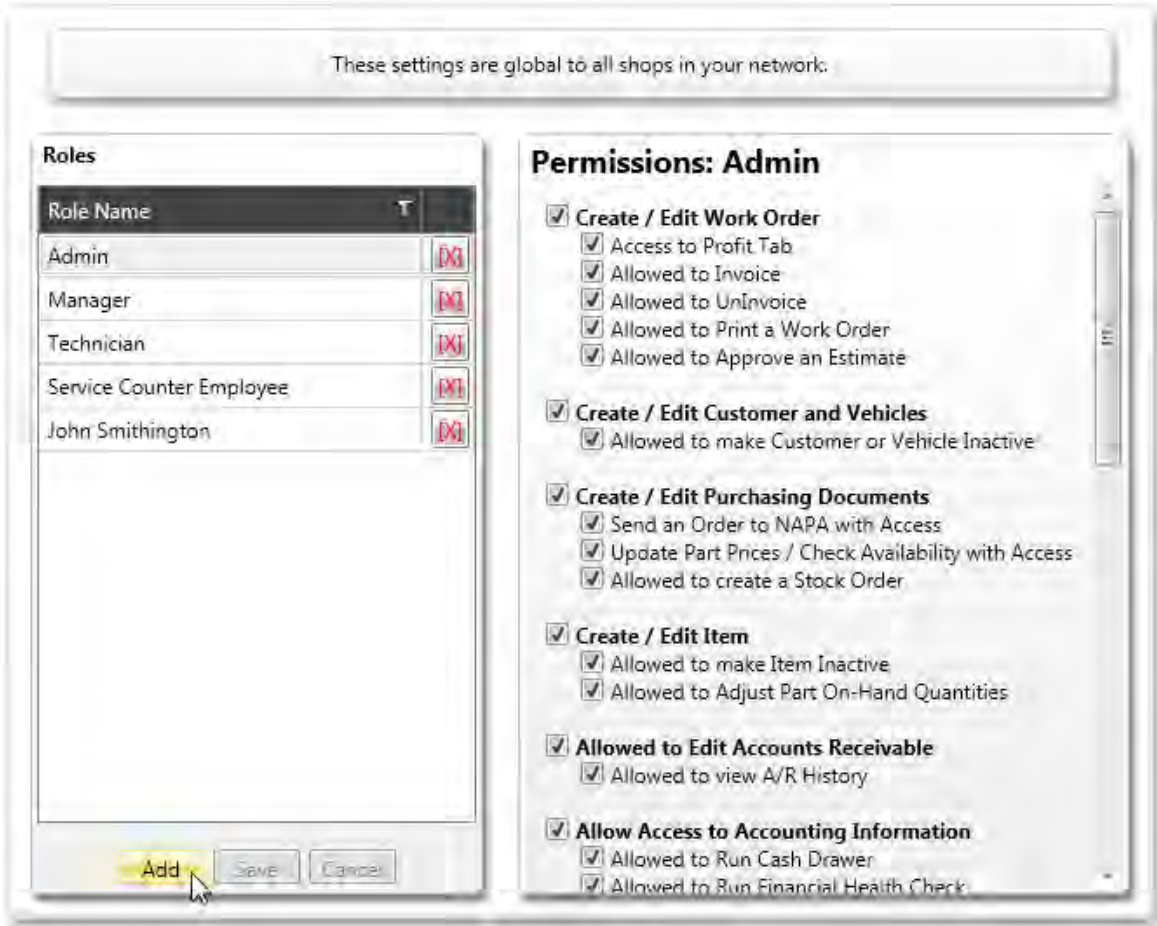 These settings are global to all shops in your network.
Roles
Role Name
Admin [X]
Manager [X]
Technician [X]
Service Counter Employee [X]
John Smithington [X]
Add Save Cancel
Permissions: Admin
Create / Edit Work Order
Access to Profit Tab
Allowed to Invoice
Allowed to UnInvoice
Allowed to Print a Work Order
Allowed to Approve an Estimate
Create / Edit Customer and Vehicles
Allowed to make Customer or Vehicle Inactive
Create / Edit Purchasing Documents
Send an Order to NAPA with Access
Update Part Prices / Check Availability with Access
Allowed to create a Stock Order
Create / Edit Item
Allowed to make Item Inactive
Allowed to Adjust Part On-Hand Quantities
Allowed to Edit Accounts Receivable
Allowed to view A/R History
Allow Access to Accounting Information
Allowed to Run Cash Drawer
Allowed to Run Financial Health Check